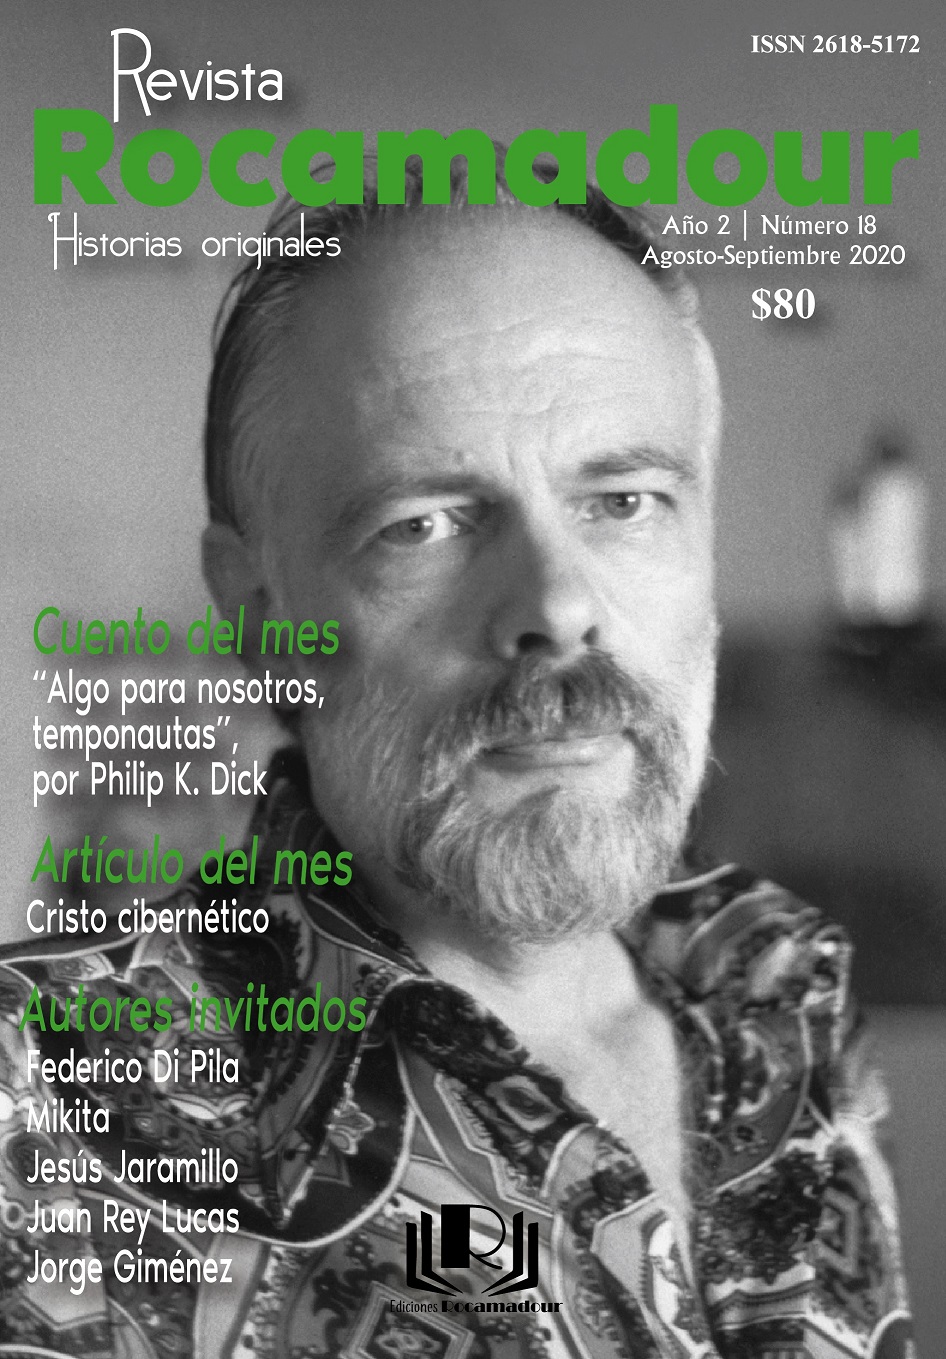 Revista
ISSN 2618-5172
Rocamadour
Historias originales
Año 2 | Número 18
Agosto-Septiembre 2020
$80
Cuento del mes
“Algo para nosotros,
temponautas”,
por Philip K. Dick
Artículo del mes
Cristo cibernético
Autores invitados
Federico Di Pila
Mikita
Jesús Jaramillo
Juan Rey Lucas
Jorge Giménez
R
Ediciones Rocamadour